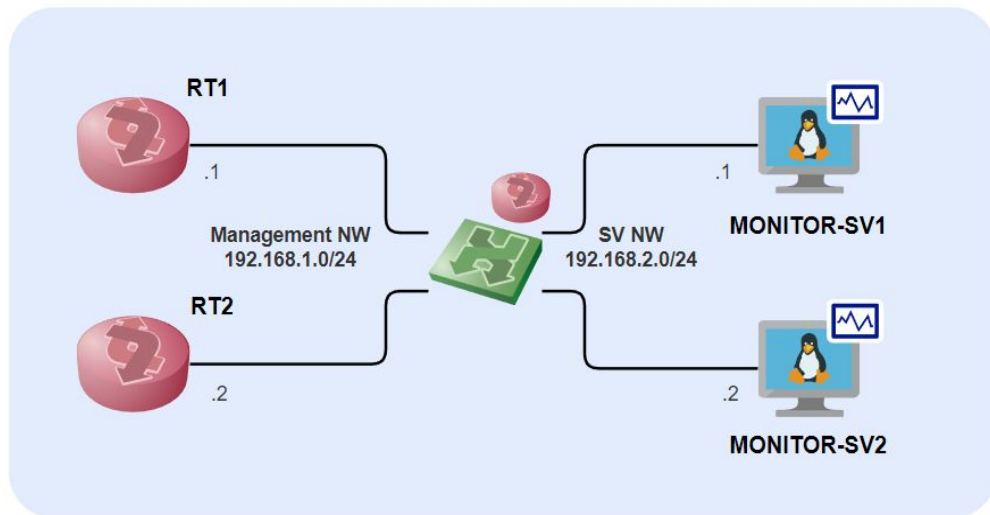 RT1
.1
Management NW
192.168.1.0/24
RT2
.2
SV NW
192.168.2.0/24
.1
MONITOR-SV1
.2
MONITOR-SV2